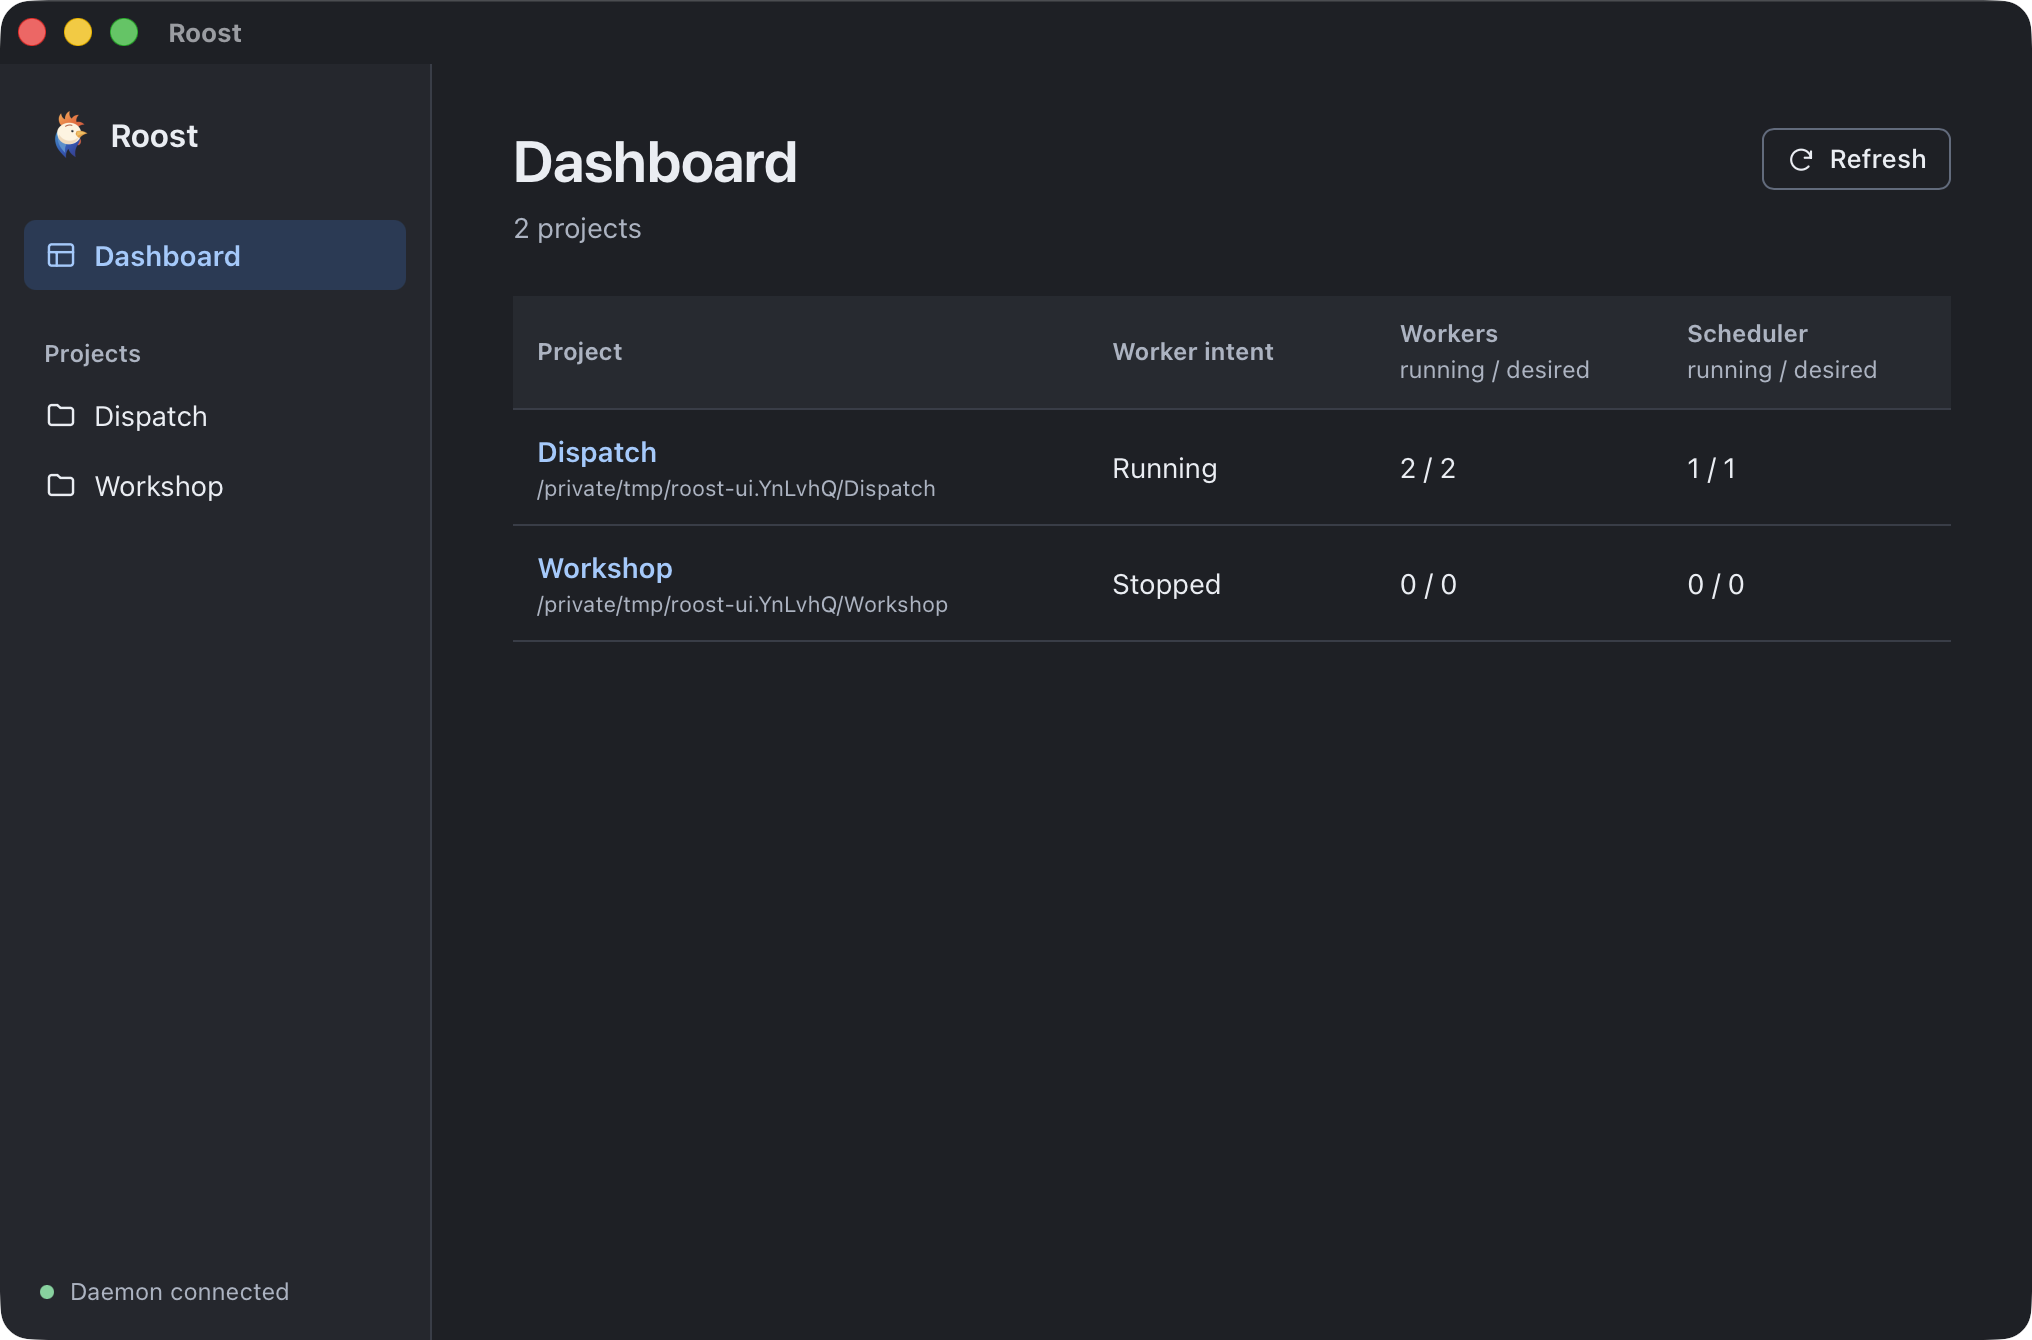 Roost
Roost
Dashboard
Projects
Dispatch
Workshop
Daemon connected
Dashboard
Refresh
2 projects
Project
Worker intent
Workers
running / desired
Scheduler
running / desired
Dispatch
/private/tmp/roost-ui.YnLvhQ/Dispatch
Running
2 / 2
1 / 1
Workshop
/private/tmp/roost-ui.YnLvhQ/Workshop
Stopped
0 / 0
0 / 0